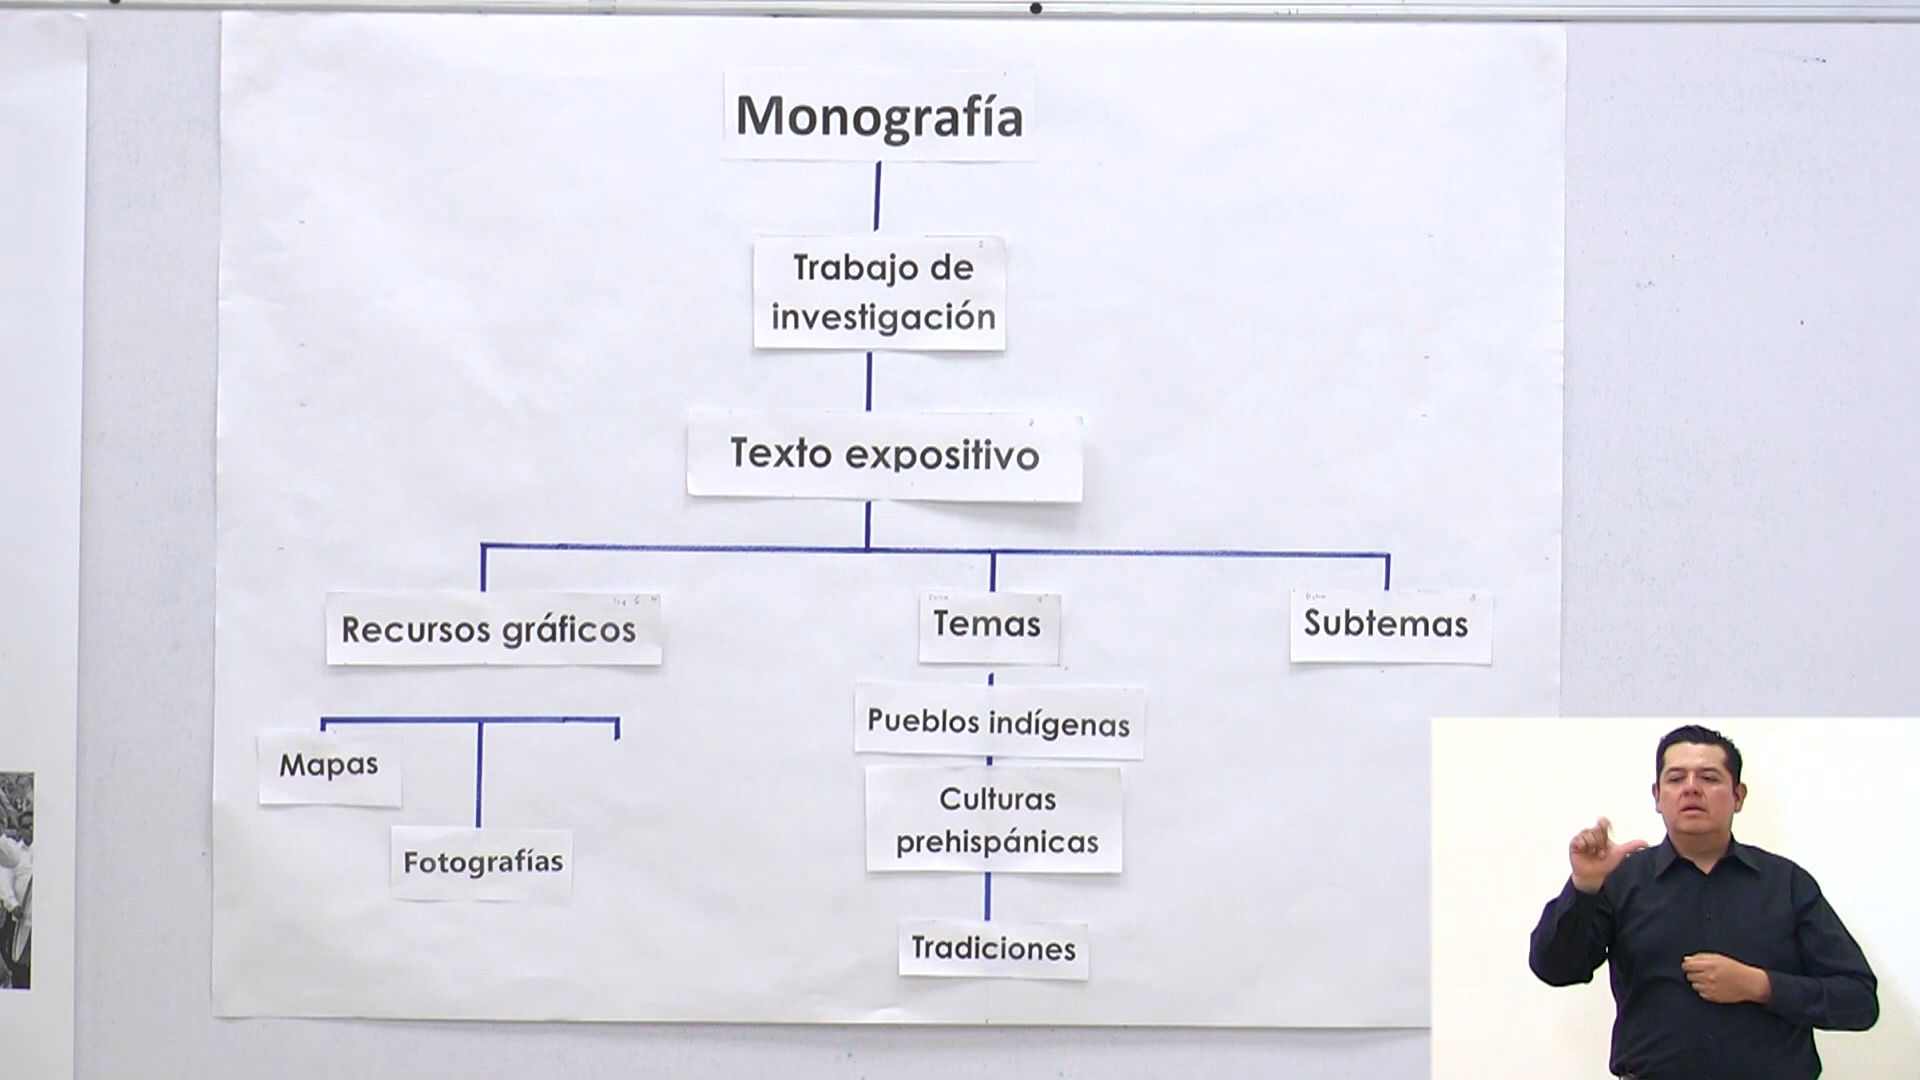 Monografía
Trabajo de
investigación
Texto expositivo
Recursos gráficos
Temas
Subtemas
Pueblos indígenas
Mapas
Culturas
prehispánicas
Fotografías
Tradiciones